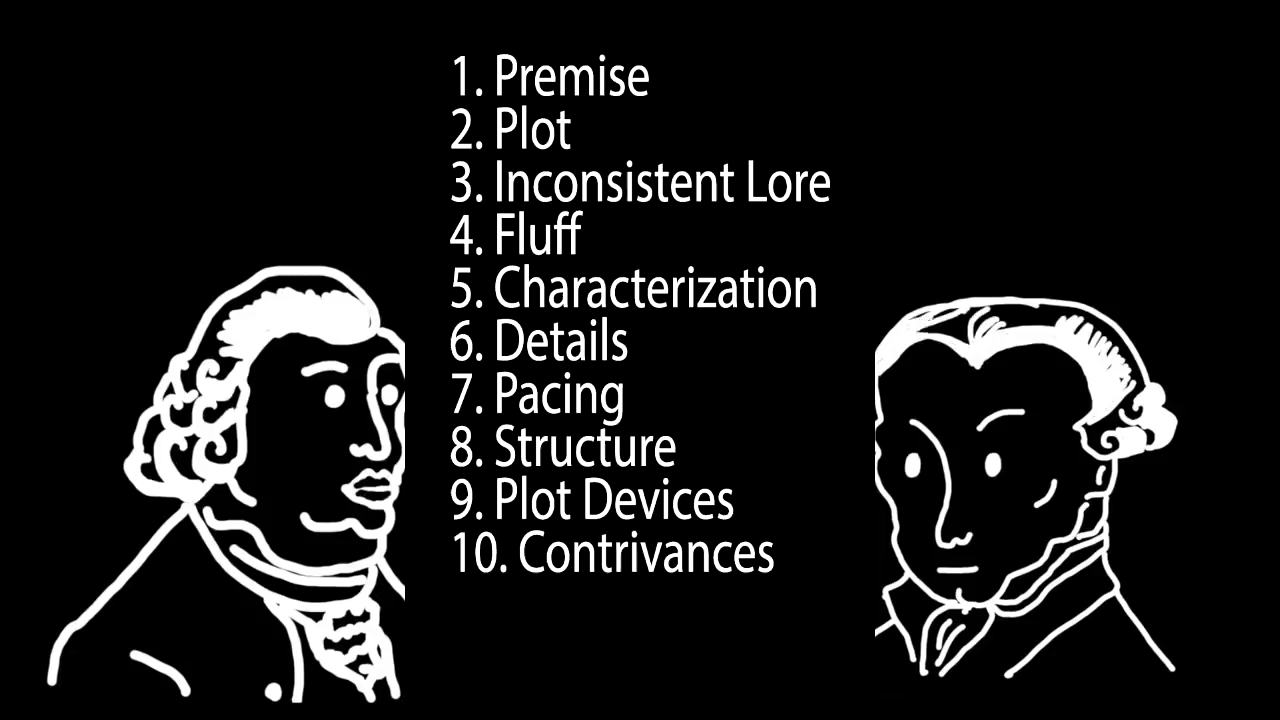 1. Premise
2. Plot
3. Inconsistent Lore
4. Fluff
5. Characterization
6. Details
7. Pacing
8. Structure
9. Plot Devices
10. Contrivances